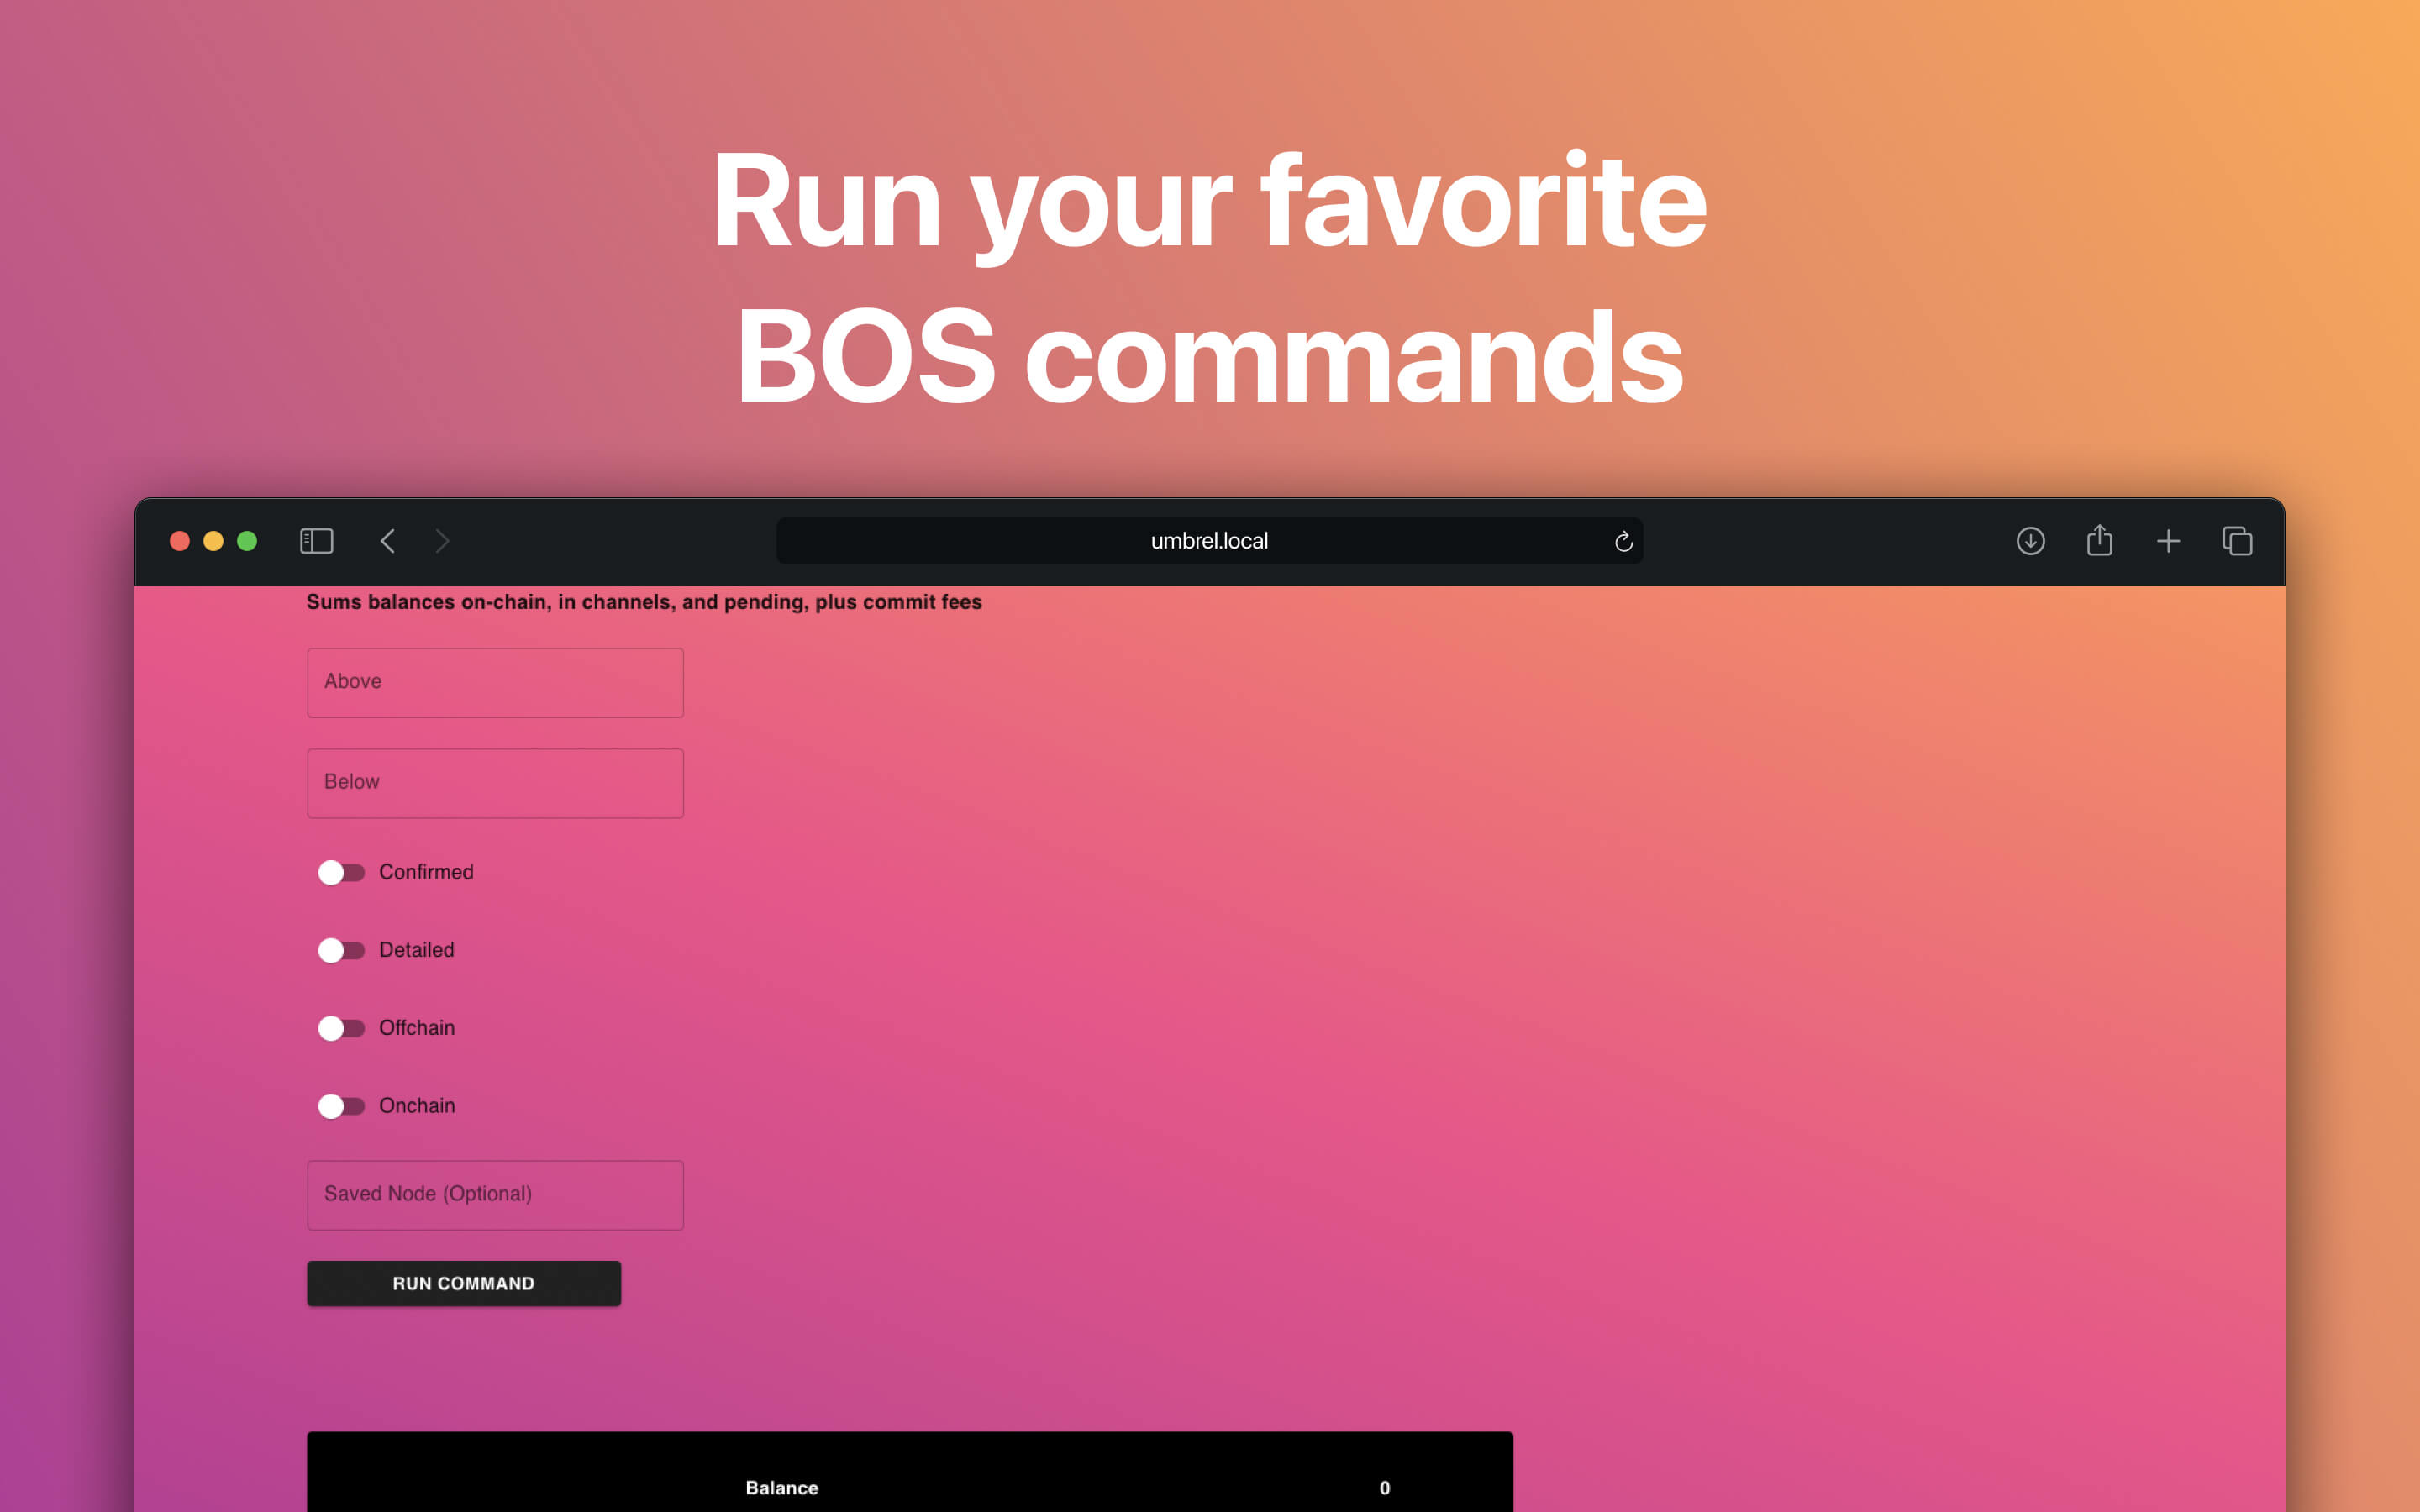 Run your favorite
BOS commands
umbrel.local
Sums balances on-chain, in channels, and pending, plus commit fees
Above
Below
Confirmed
Detailed
Offchain
Onchain
Saved Node (Optional)
RUN COMMAND
Balance 0